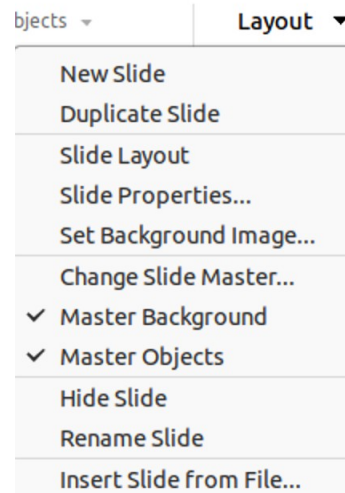 bjects Layout
New Slide
Duplicate Slide
Slide Layout
Slide Properties...
Set Background Image...
Change Slide Master...
Master Background
Master Objects
Hide Slide
Rename Slide
Insert Slide from File...